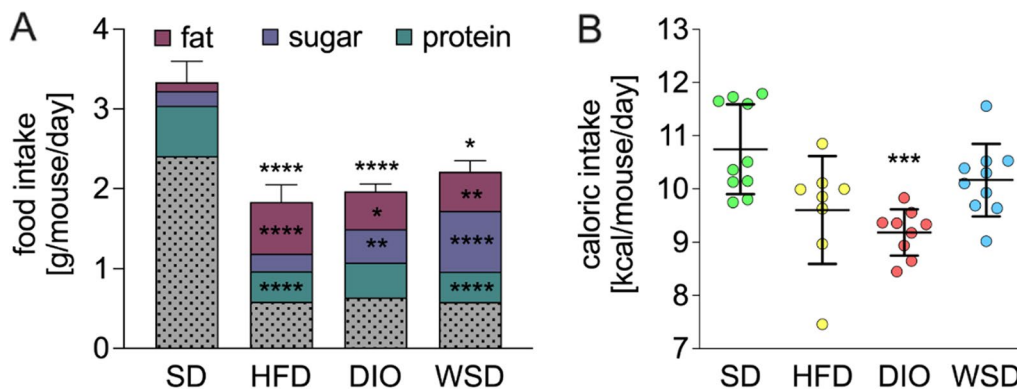 A
fat sugar protein
food intake
[g/mouse/day]
4
3
2
1
0
****
****
*
****
*
**
**
****
****
****
SD HFD DIO WSD
B
caloric intake
[kcal/mouse/day]
13
12
11
10
9
8
7
***
SD HFD DIO WSD